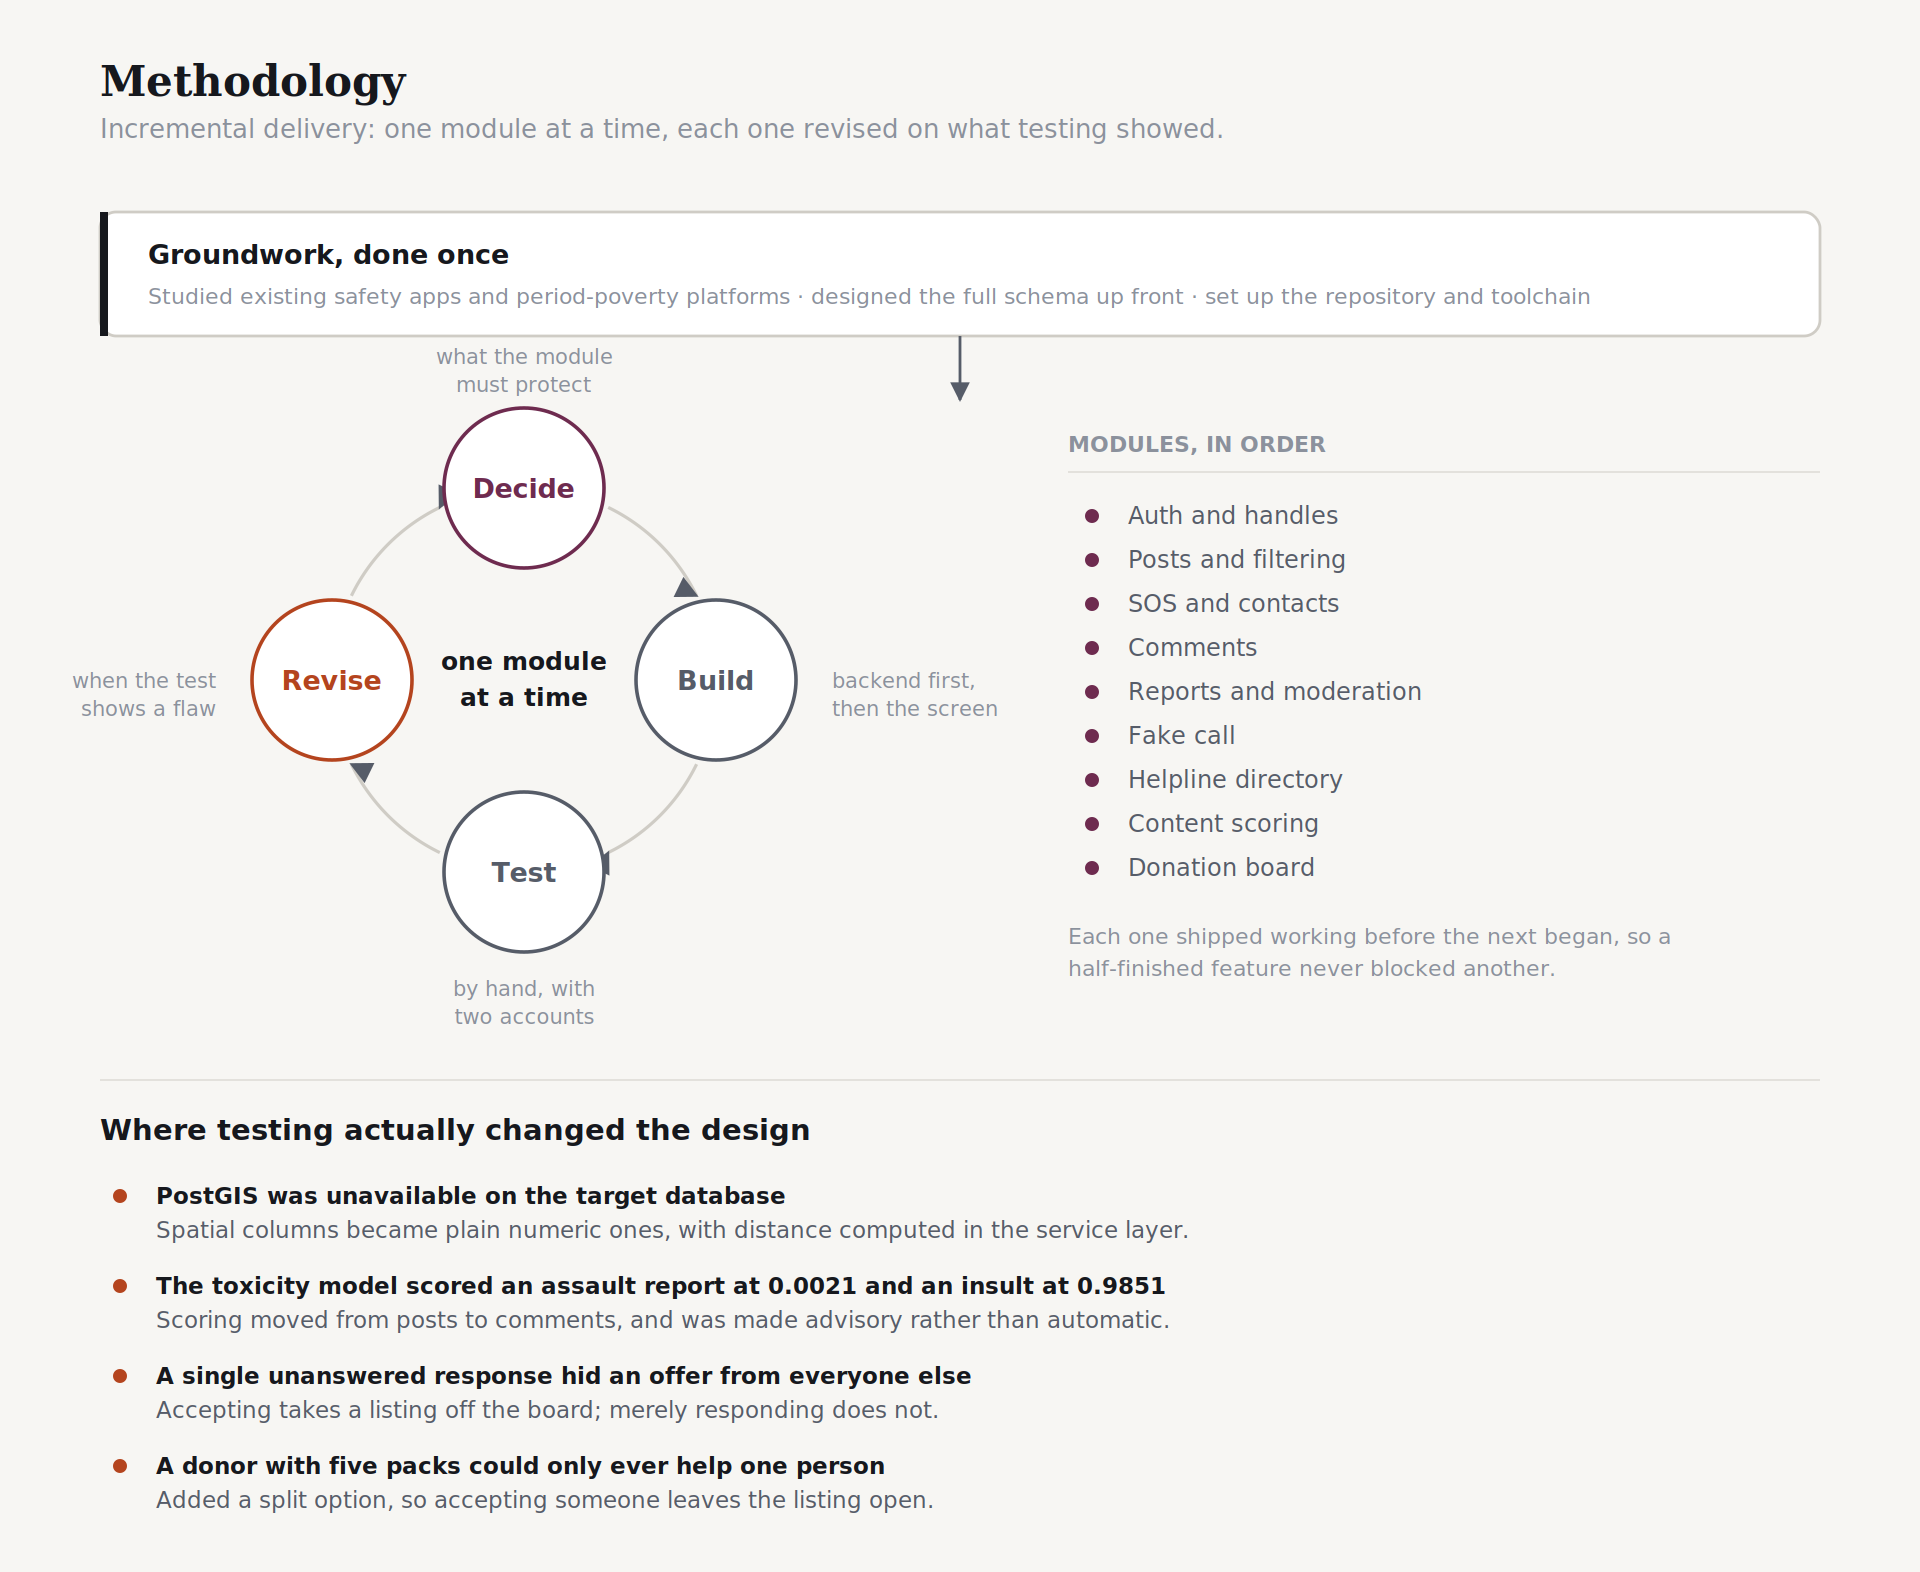 Methodology
Incremental delivery: one module at a time, each one revised on what testing showed.
Groundwork, done once
Studied existing safety apps and period-poverty platforms · designed the full schema up front · set up the repository and toolchain
what the module
must protect
Decide
Revise
one module
at a time
Build
when the test
shows a flaw
backend first,
then the screen
Test
by hand, with
two accounts
MODULES, IN ORDER
Auth and handles
Posts and filtering
SOS and contacts
Comments
Reports and moderation
Fake call
Helpline directory
Content scoring
Donation board
Each one shipped working before the next began, so a
half-finished feature never blocked another.
Where testing actually changed the design
PostGIS was unavailable on the target database
Spatial columns became plain numeric ones, with distance computed in the service layer.
The toxicity model scored an assault report at 0.0021 and an insult at 0.9851
Scoring moved from posts to comments, and was made advisory rather than automatic.
A single unanswered response hid an offer from everyone else
Accepting takes a listing off the board; merely responding does not.
A donor with five packs could only ever help one person
Added a split option, so accepting someone leaves the listing open.